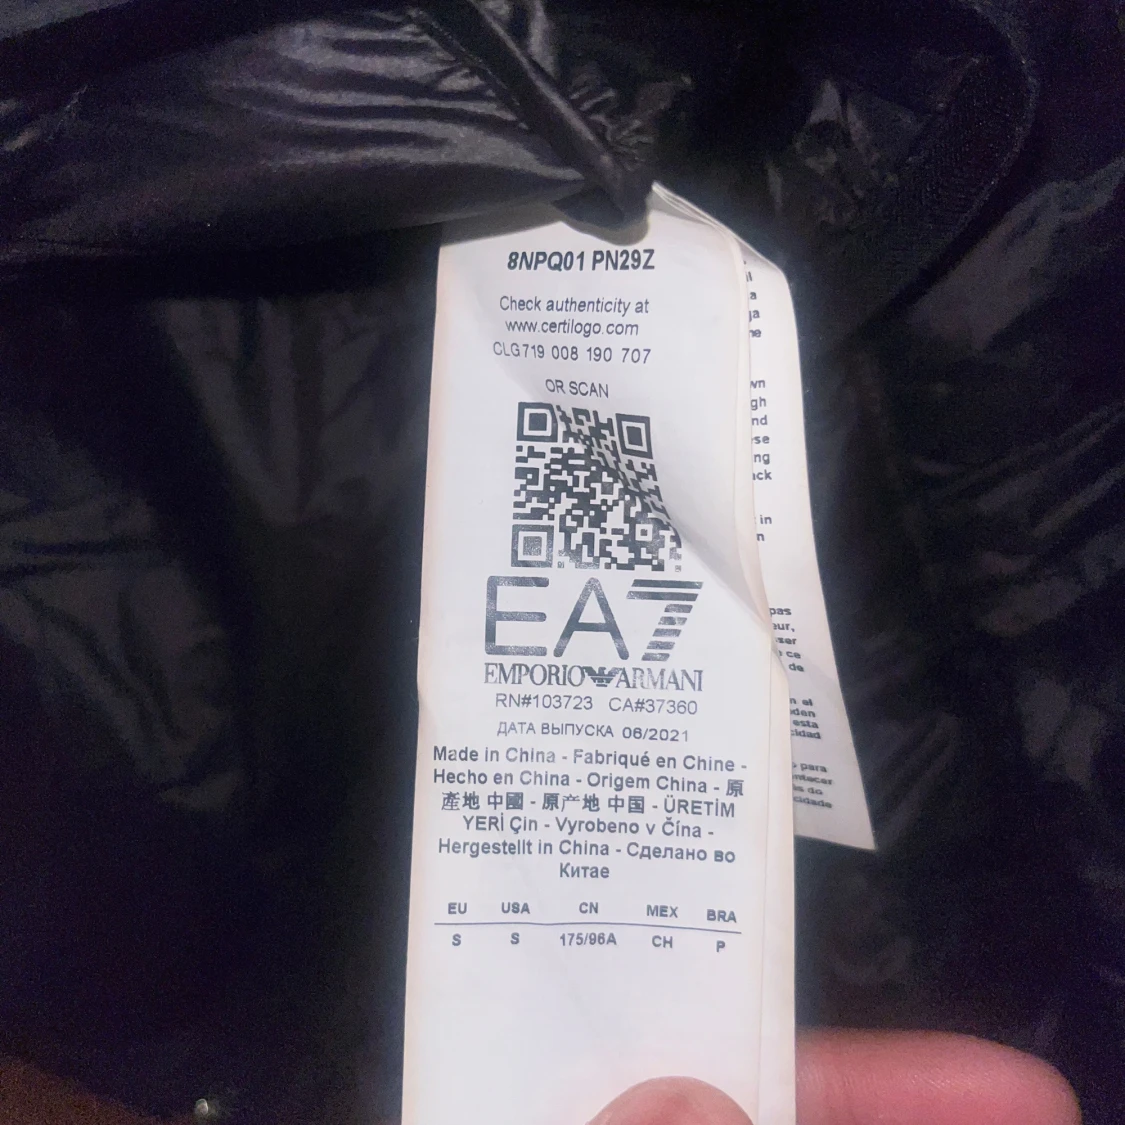 8NPQ01 PN29Z
Check authenticity at
www.certilogo.com
CLG719 008 190 707
OR SCAN
EA7
EMPORIO ARMANI
RN#103723 CA#37360
ДАТА ВЫПУСКА 06/2021
Made in China - Fabriqué en Chine -
Hecho en China - Origem China - 原
產地 中國 - 原产地 中国 - ÜRETİM
YERİ Çin - Vyrobeno v Čína -
Hergestellt in China - Сделано во
Китае
EU USA CN MEX BRA
S S 175/96A CH P